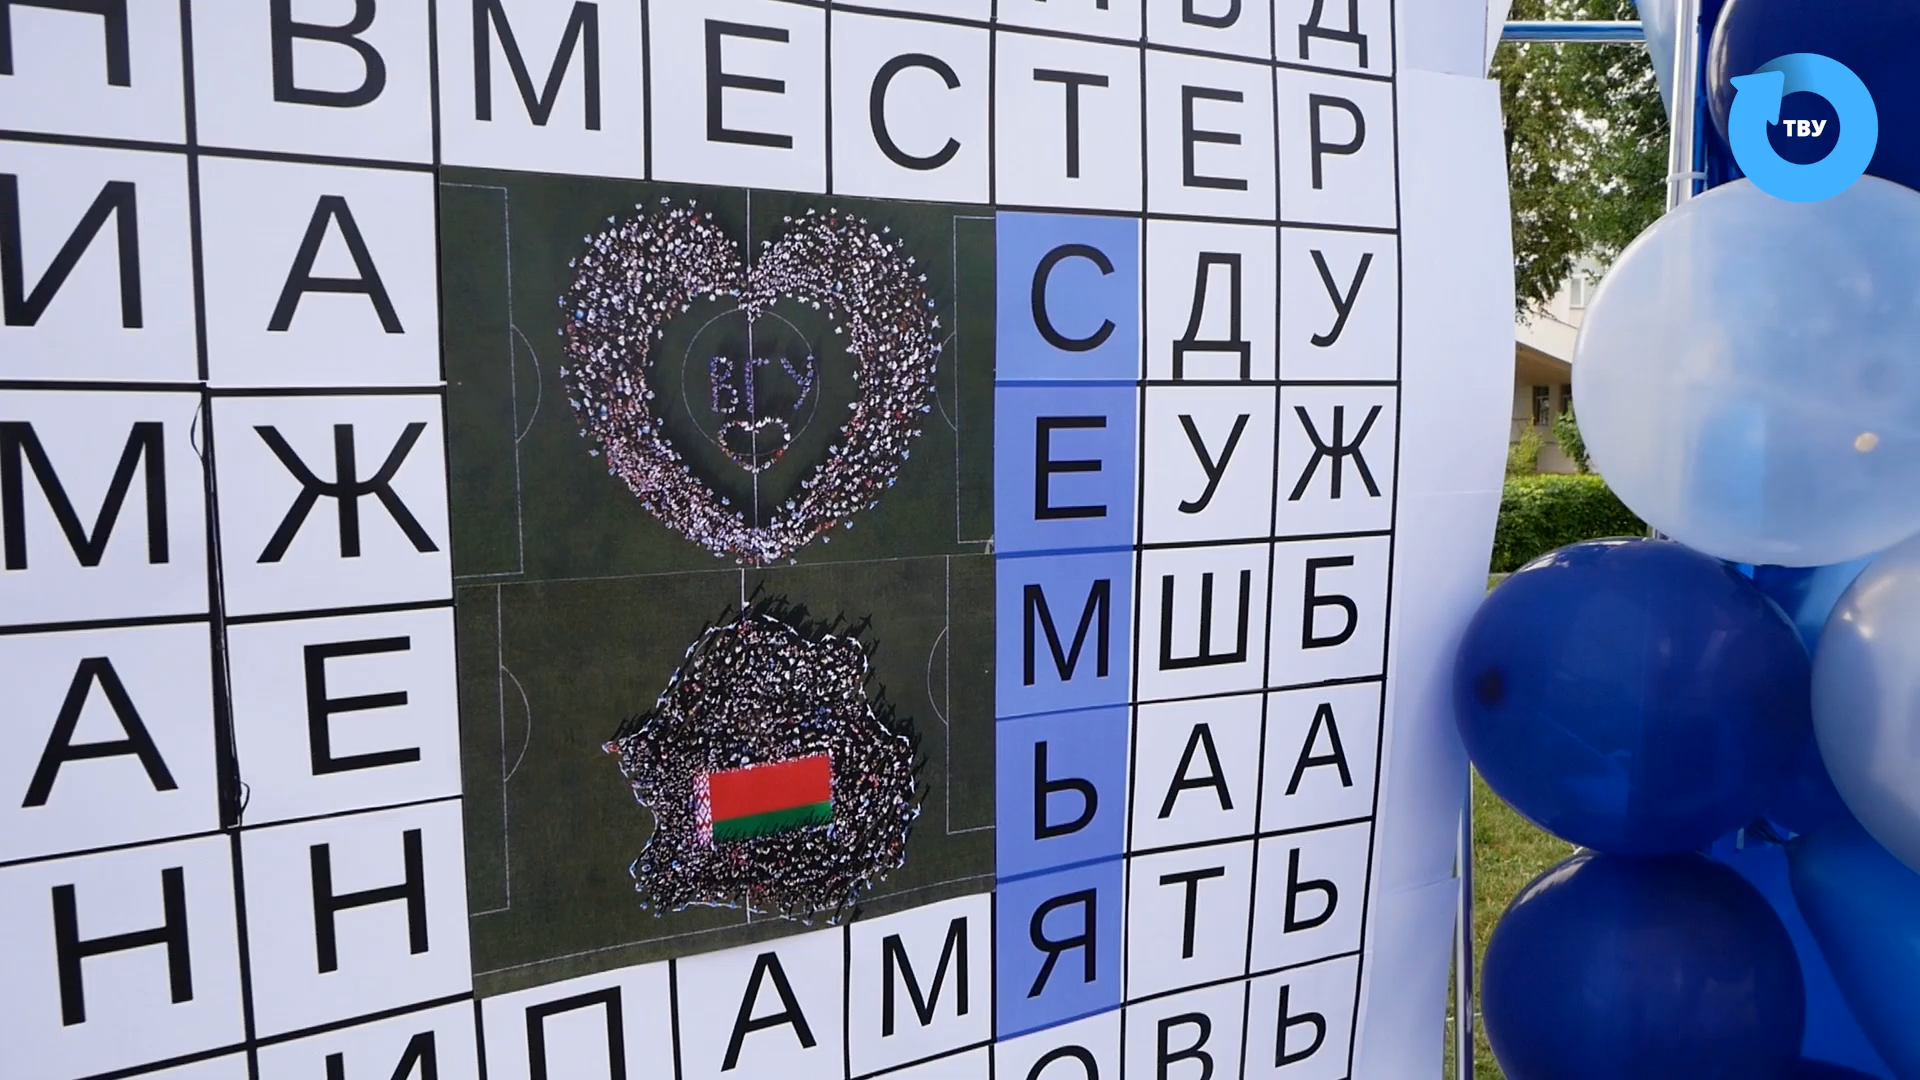 Н В М Е С Т Е Р
И А С Д У
М Ж Е У Ж
А Е М Ш Б
Ь А А
Н Н А М Я Т Ь
И П В Ь
ВГУ
ТВУ